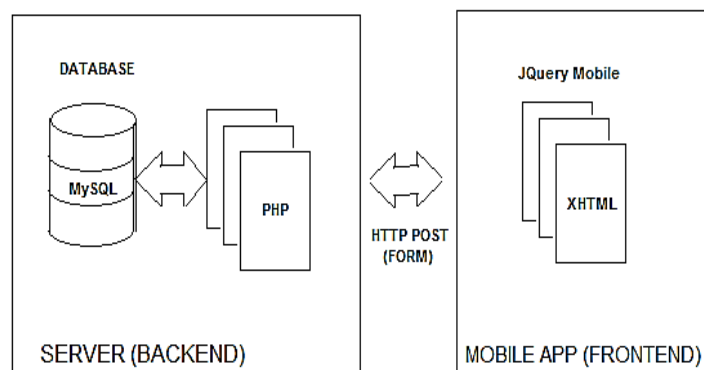 DATABASE
MySQL
PHP
SERVER (BACKEND)
HTTP POST
(FORM)
JQuery Mobile
XHTML
MOBILE APP (FRONTEND)